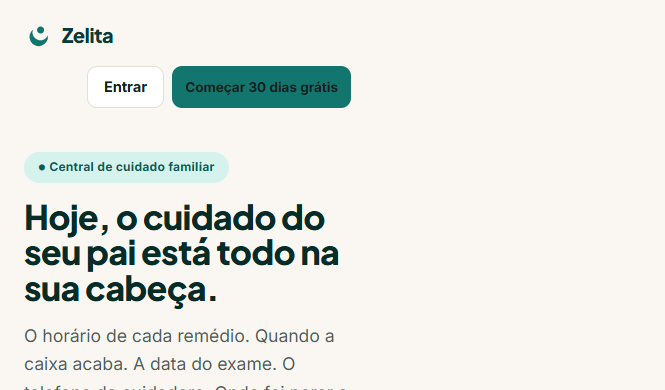 Zelita
Entrar
Começar 30 dias grátis
Central de cuidado familiar
Hoje, o cuidado do
seu pai está todo na
sua cabeça.
O horário de cada remédio. Quando a
caixa acaba. A data do exame. O